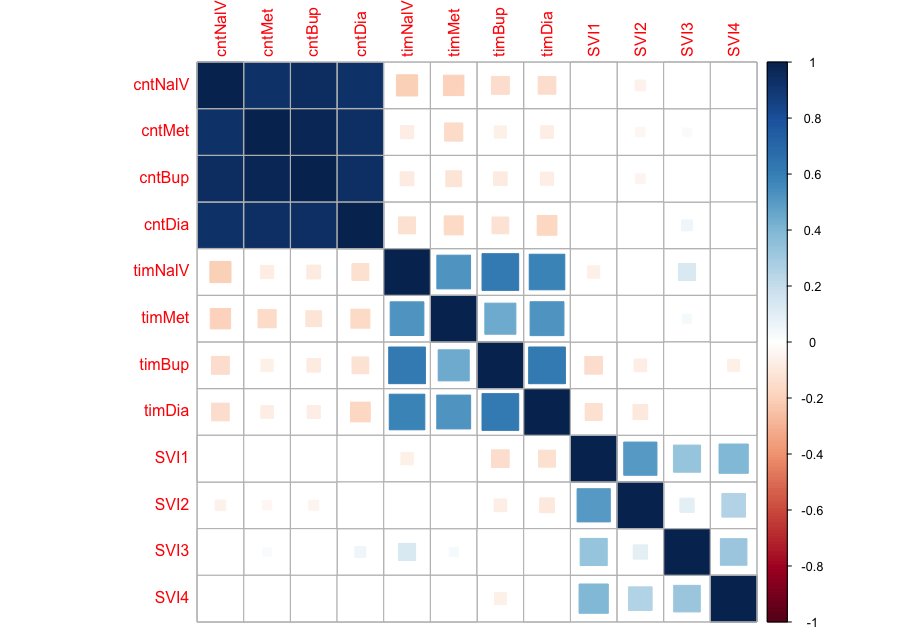 cntNalV cntMet cntBup cntDia timNalV timMet timBup timDia SVI1 SVI2 SVI3 SVI4
cntNalV
cntMet
cntBup
cntDia
timNalV
timMet
timBup
timDia
SVI1
SVI2
SVI3
SVI4
1
0.8
0.6
0.4
0.2
0
-0.2
-0.4
-0.6
-0.8
-1